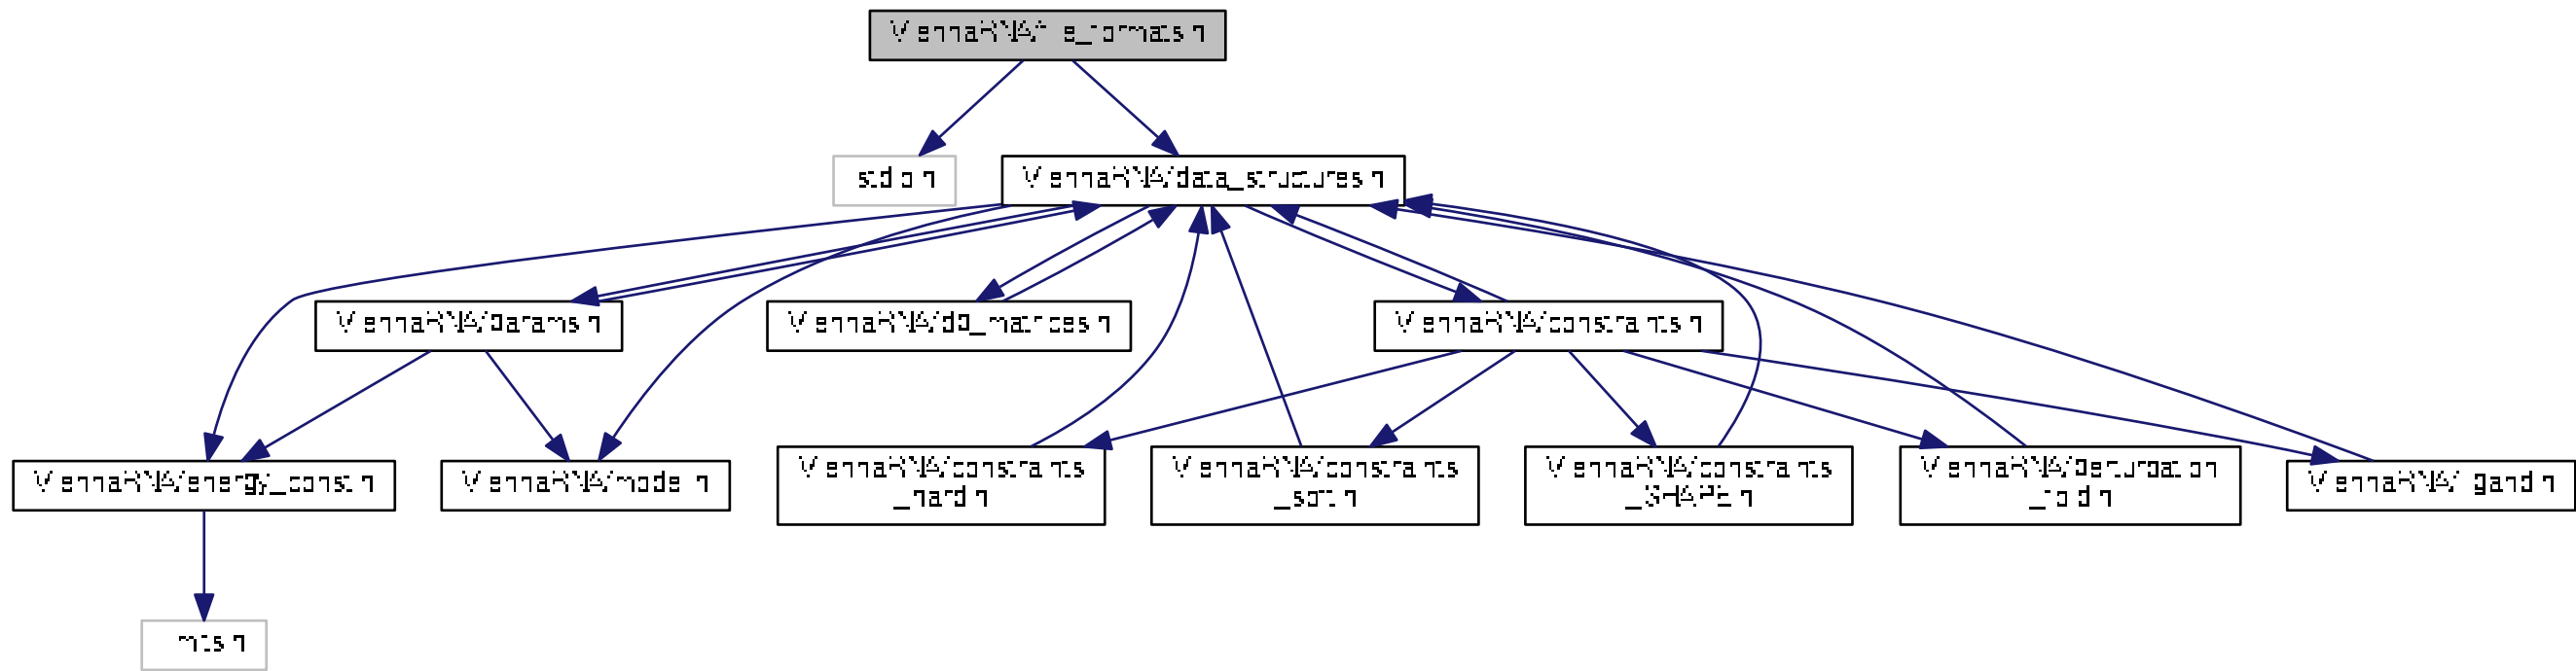 ViennaRNA/file_formats.h
stdio.h
ViennaRNA/data_structures.h
ViennaRNA/params.h
ViennaRNA/dp_matrices.h
ViennaRNA/constraints.h
ViennaRNA/energy_const.h
ViennaRNA/model.h
ViennaRNA/constraints
_hard.h
ViennaRNA/constraints
_soft.h
ViennaRNA/constraints
_SHAPE.h
ViennaRNA/perturbation
_fold.h
ViennaRNA/ligand.h
limits.h